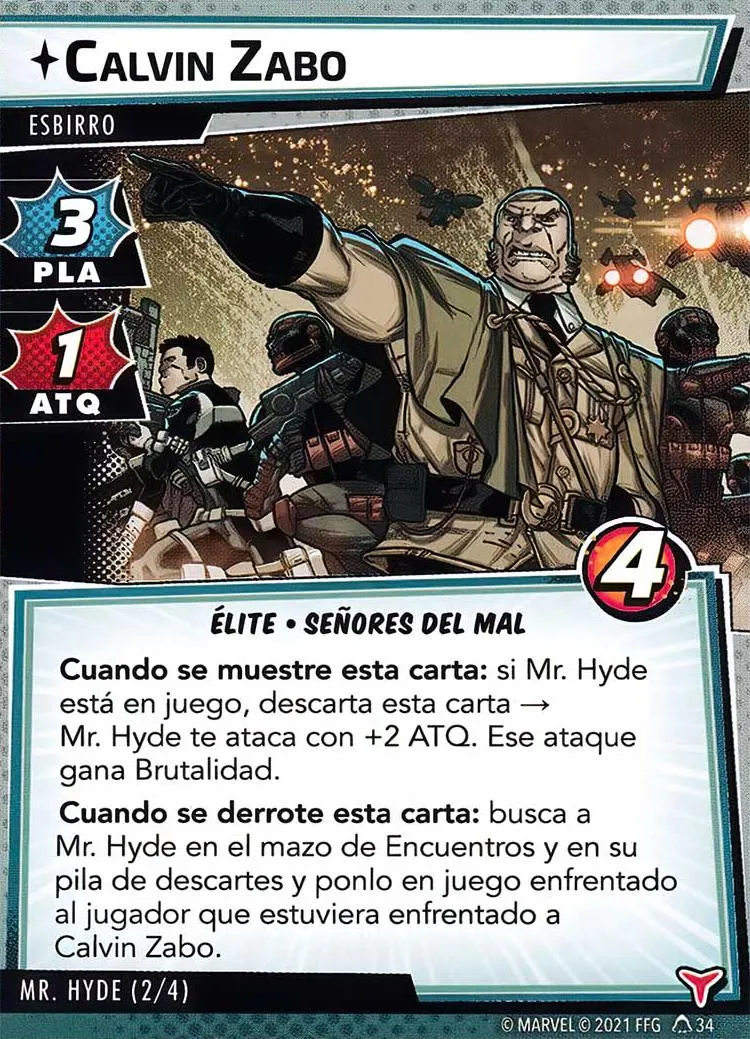 CALVIN ZABO
ESBIRRO
3
PLA
1
ATQ
4
ÉLITE • SEÑORES DEL MAL
Cuando se muestre esta carta: si Mr. Hyde
está en juego, descarta esta carta →
Mr. Hyde te ataca con +2 ATQ. Ese ataque
gana Brutalidad.
Cuando se derrote esta carta: busca a
Mr. Hyde en el mazo de Encuentros y en su
pila de descartes y ponlo en juego enfrentado
al jugador que estuviera enfrentado a
Calvin Zabo.
MR. HYDE (2/4)
© MARVEL © 2021 FFG 34